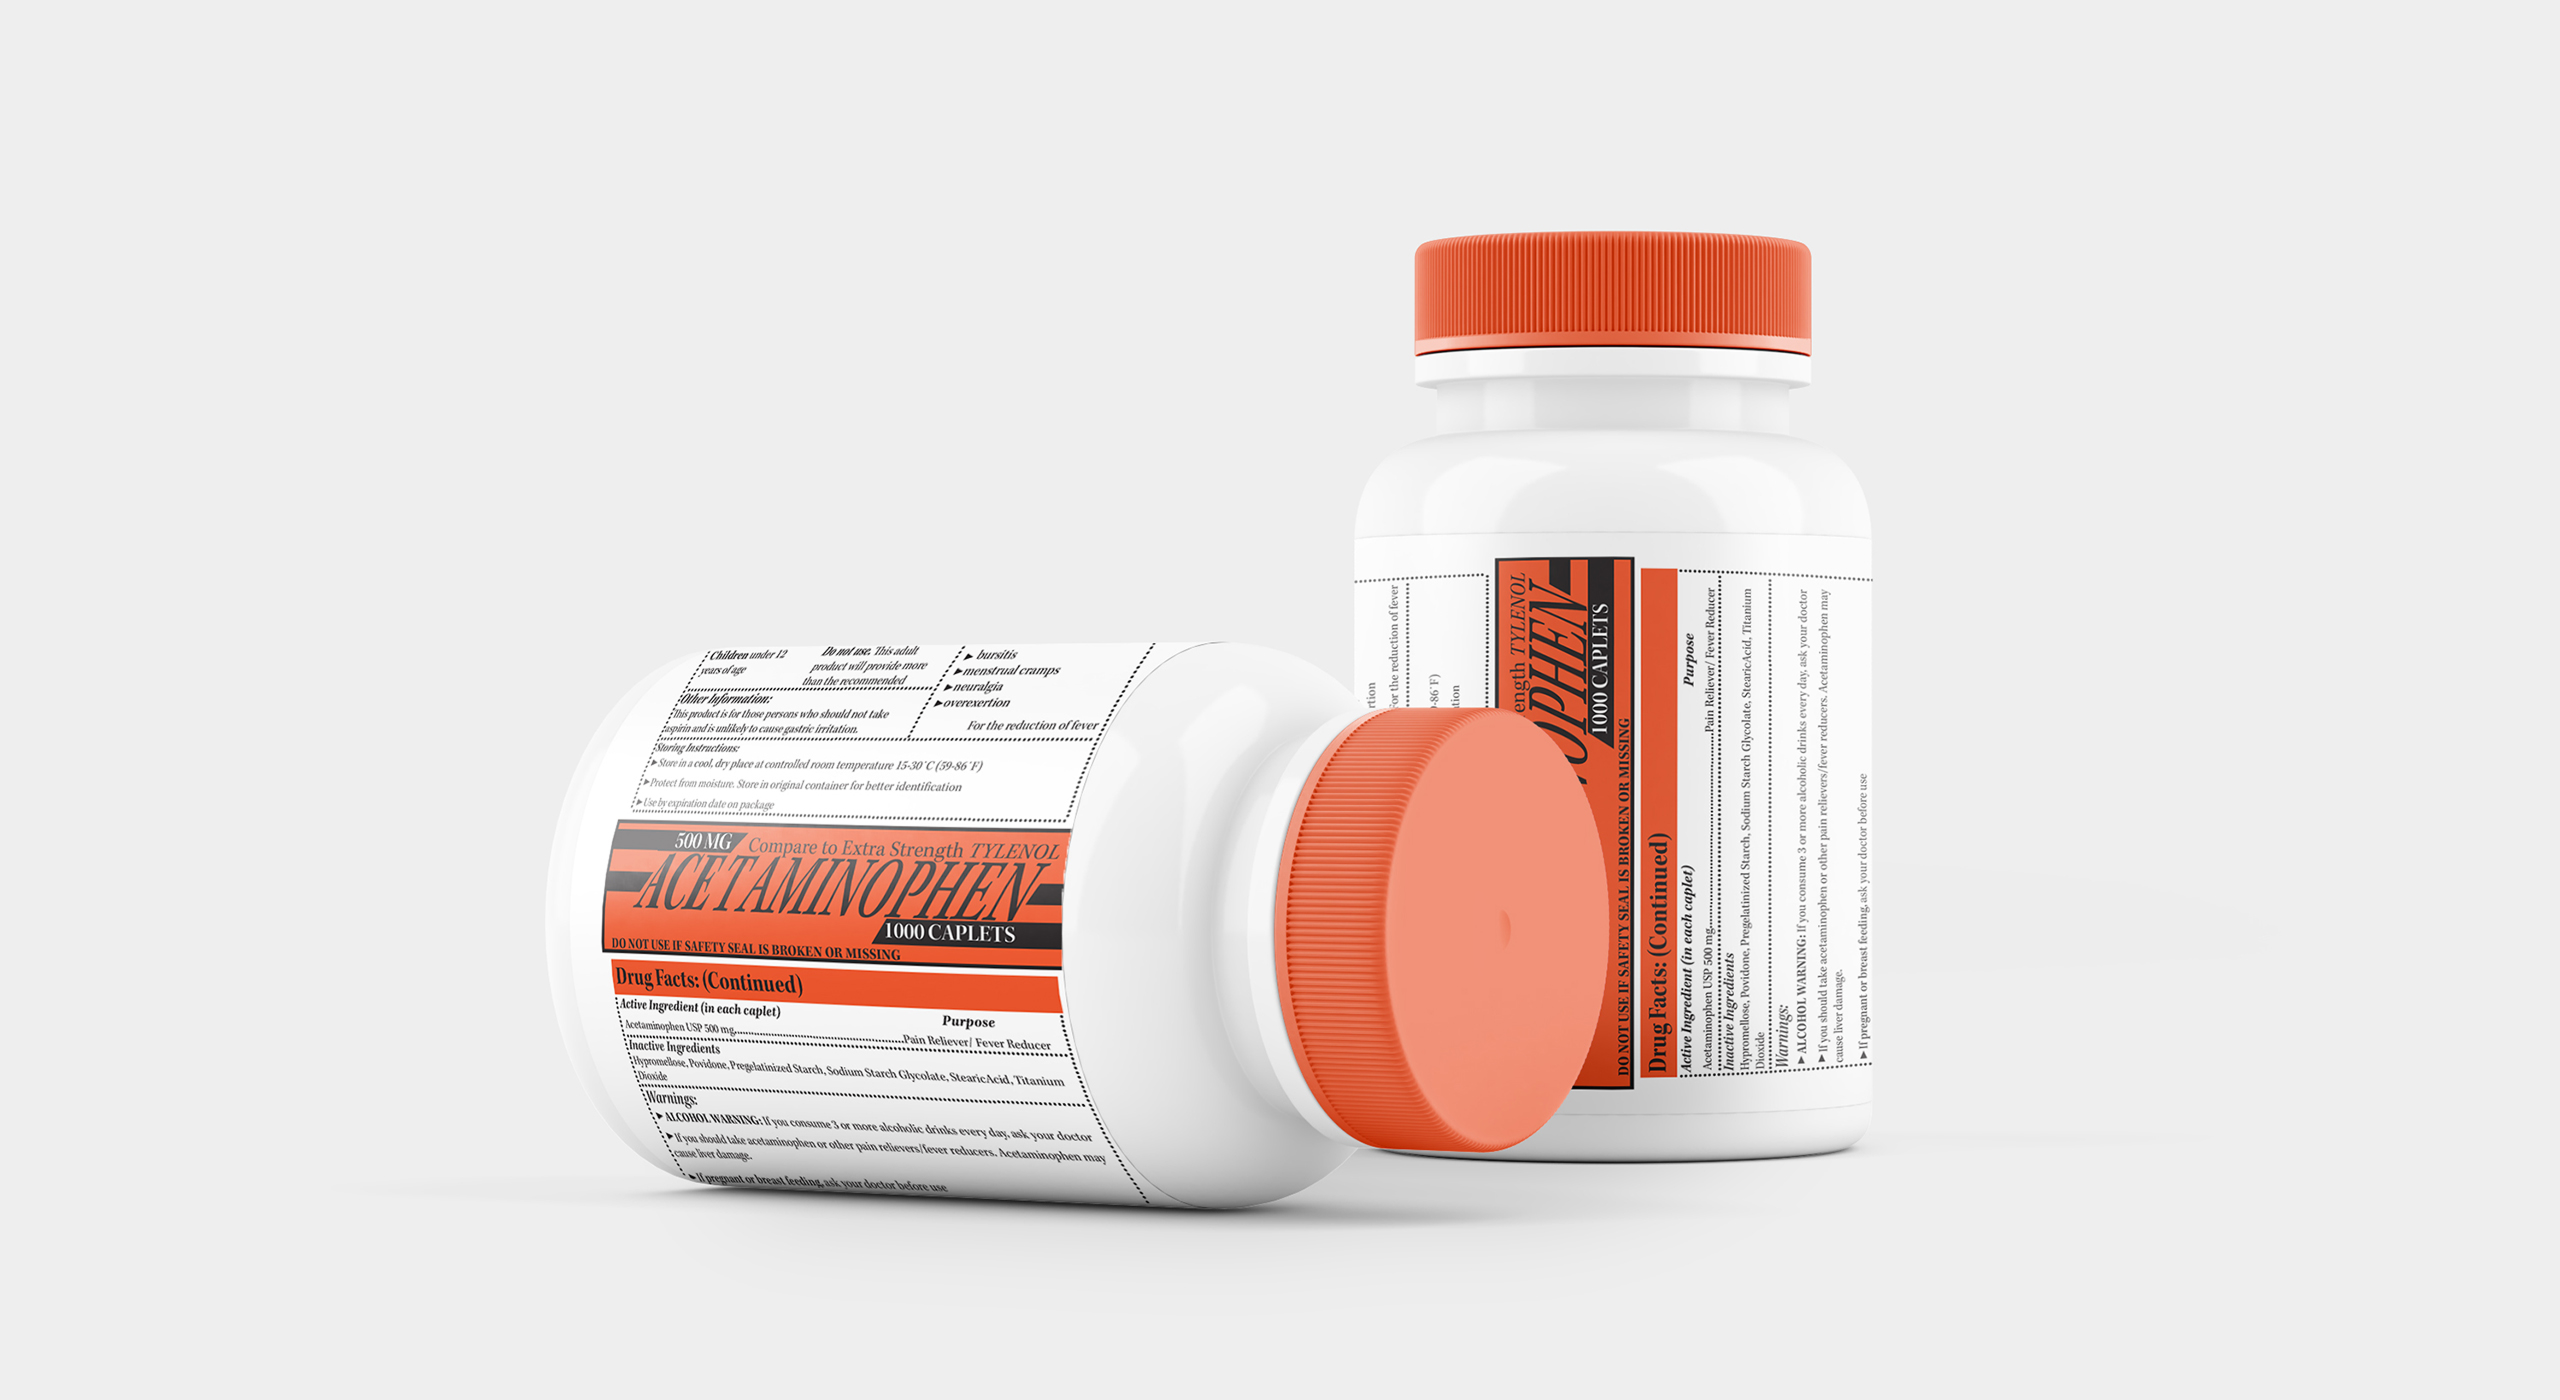 Children under 12
years of age
Do not use. This adult
product will provide more
than the recommended
▶ bursitis
▶menstrual cramps
▶neuralgia
▶overexertion
For the reduction of fever
Other Information:
This product is for those persons who should not take
aspirin and is unlikely to cause gastric irritation.
Storing Instructions:
▶Store in a cool, dry place at controlled room temperature 15-30˚C (59-86˚F)
▶Protect from moisture. Store in original container for better identification
▶Use by expiration date on package
500 MG Compare to Extra Strength TYLENOL
ACETAMINOPHEN
1000 CAPLETS
DO NOT USE IF SAFETY SEAL IS BROKEN OR MISSING
Drug Facts: (Continued)
Active Ingredient (in each caplet)
Purpose
Acetaminophen USP 500 mg..................................................Pain Reliever/ Fever Reducer
Inactive Ingredients
Hypromellose, Povidone, Pregelatinized Starch, Sodium Starch Glycolate, StearicAcid, Titanium
Dioxide
Warnings:
▶ ALCOHOL WARNING: If you consume 3 or more alcoholic drinks every day, ask your doctor
▶ If you should take acetaminophen or other pain relievers/fever reducers. Acetaminophen may
cause liver damage.
▶ If pregnant or breast feeding, ask your doctor before use
rtion
For the reduction of fever
-86˚F)
ation
ength TYLENOL
NOPHEN
1000 CAPLETS
DO NOT USE IF SAFETY SEAL IS BROKEN OR MISSING
Drug Facts: (Continued)
Active Ingredient (in each caplet)
Purpose
Acetaminophen USP 500 mg..................................................Pain Reliever/ Fever Reducer
Inactive Ingredients
Hypromellose, Povidone, Pregelatinized Starch, Sodium Starch Glycolate, StearicAcid, Titanium
Dioxide
Warnings:
▶ ALCOHOL WARNING: If you consume 3 or more alcoholic drinks every day, ask your doctor
▶ If you should take acetaminophen or other pain relievers/fever reducers. Acetaminophen may
cause liver damage.
▶ If pregnant or breast feeding, ask your doctor before use